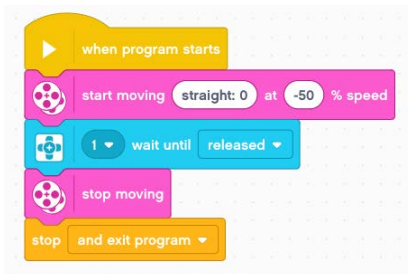 when program starts
start moving straight: 0 at -50 % speed
1 wait until released
stop moving
stop and exit program